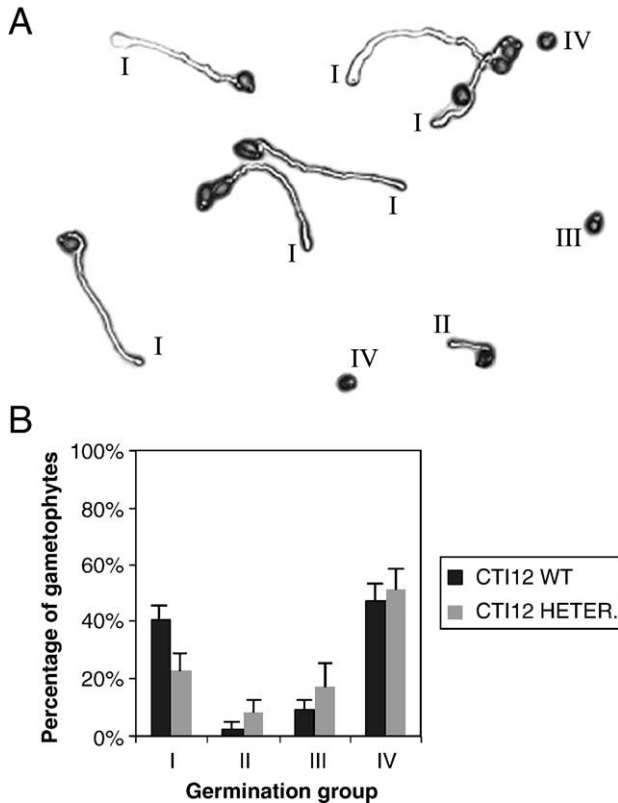 A
I
I
IV
I
I
III
I
II
I
IV
B
Percentage of gametophytes
100%
80%
60%
40%
20%
0%
I II III IV
Germination group
CTI12 WT
CTI12 HETER.